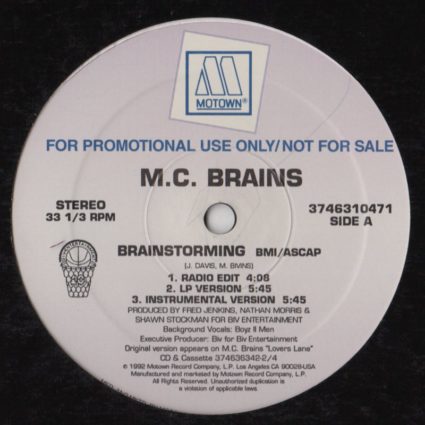 MOTOWN®
FOR PROMOTIONAL USE ONLY/NOT FOR SALE
M.C. BRAINS
STEREO
33 1/3 RPM
3746310471
SIDE A
BRAINSTORMING BMI/ASCAP
(J. DAVIS, M. BIVINS)
1. RADIO EDIT 4:06
2. LP VERSION 5:45
3. INSTRUMENTAL VERSION 5:45
PRODUCED BY FRED JENKINS, NATHAN MORRIS &
SHAWN STOCKMAN FOR BIV ENTERTAINMENT
Background Vocals: Boyz II Men
Executive Producer: Biv for Biv Entertainment
Original version appears on M.C. Brains "Lovers Lane"
CD & Cassette 374636342-2/4
© 1992 Motown Record Company, L.P. Los Angeles CA 90028-USA
Manufactured and marketed by Motown Record Company, L.P.
All Rights Reserved. Unauthorized duplication is
a violation of applicable laws.